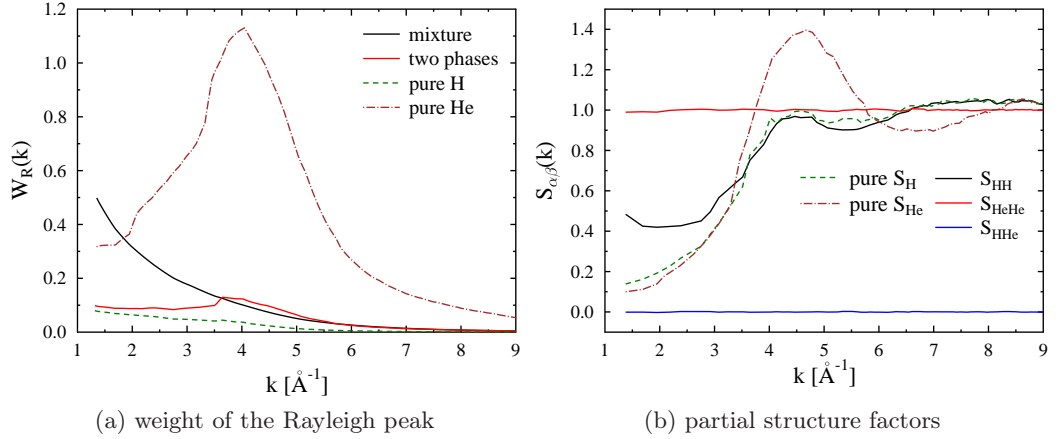 1.2
1.0
0.8
0.6
0.4
0.2
0.0
W_R(k)
mixture
two phases
pure H
pure He
1 2 3 4 5 6 7 8 9
k [Å⁻¹]
(a) weight of the Rayleigh peak
1.4
1.2
1.0
0.8
0.6
0.4
0.2
0.0
S_αβ(k)
pure S_H
pure S_He
S_HH
S_HeHe
S_HHe
1 2 3 4 5 6 7 8 9
k [Å⁻¹]
(b) partial structure factors